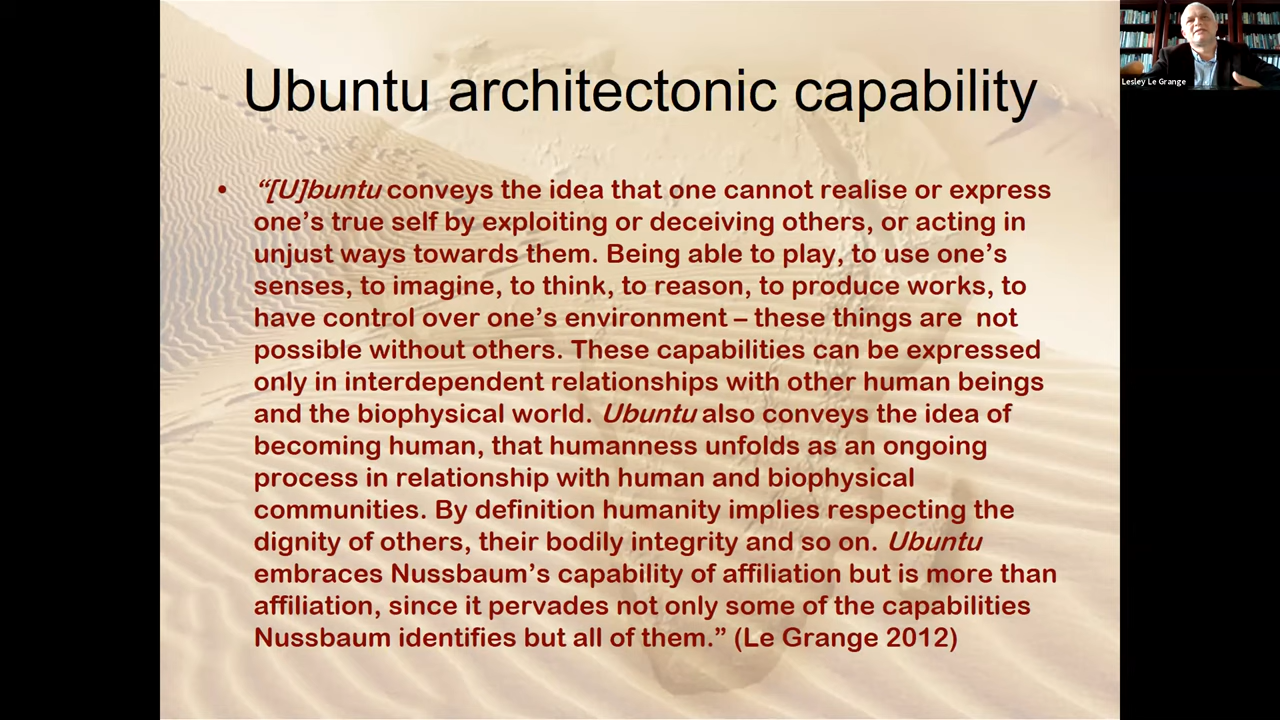 Ubuntu architectonic capability
• “[U]buntu conveys the idea that one cannot realise or express
one’s true self by exploiting or deceiving others, or acting in
unjust ways towards them. Being able to play, to use one’s
senses, to imagine, to think, to reason, to produce works, to
have control over one’s environment – these things are not
possible without others. These capabilities can be expressed
only in interdependent relationships with other human beings
and the biophysical world. Ubuntu also conveys the idea of
becoming human, that humanness unfolds as an ongoing
process in relationship with human and biophysical
communities. By definition humanity implies respecting the
dignity of others, their bodily integrity and so on. Ubuntu
embraces Nussbaum’s capability of affiliation but is more than
affiliation, since it pervades not only some of the capabilities
Nussbaum identifies but all of them.” (Le Grange 2012)
Lesley Le Grange